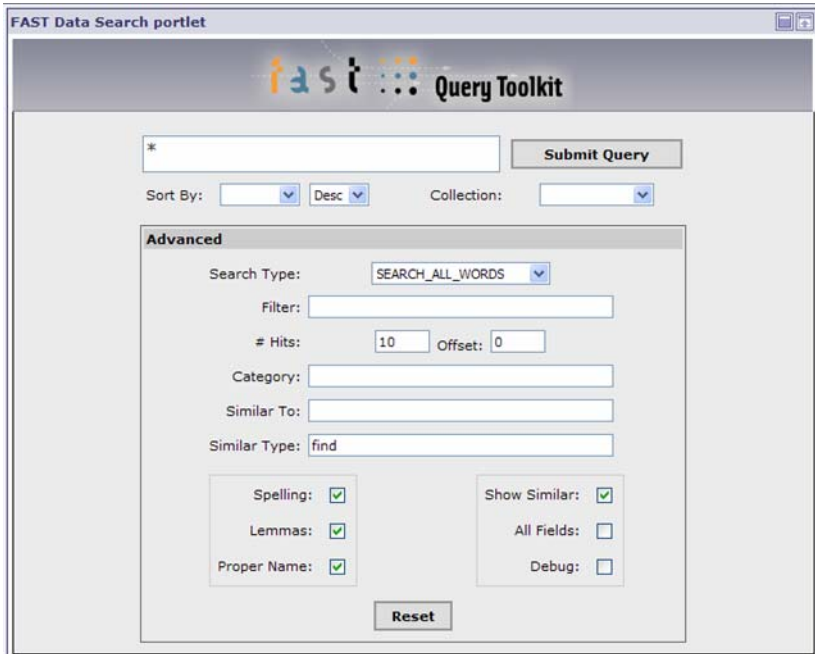 FAST Data Search portlet
fast Query Toolkit
*
Submit Query
Sort By: Desc Collection:
Advanced
Search Type: SEARCH_ALL_WORDS
Filter:
# Hits: 10 Offset: 0
Category:
Similar To:
Similar Type: find
Spelling: Show Similar:
Lemmas: All Fields:
Proper Name: Debug:
Reset